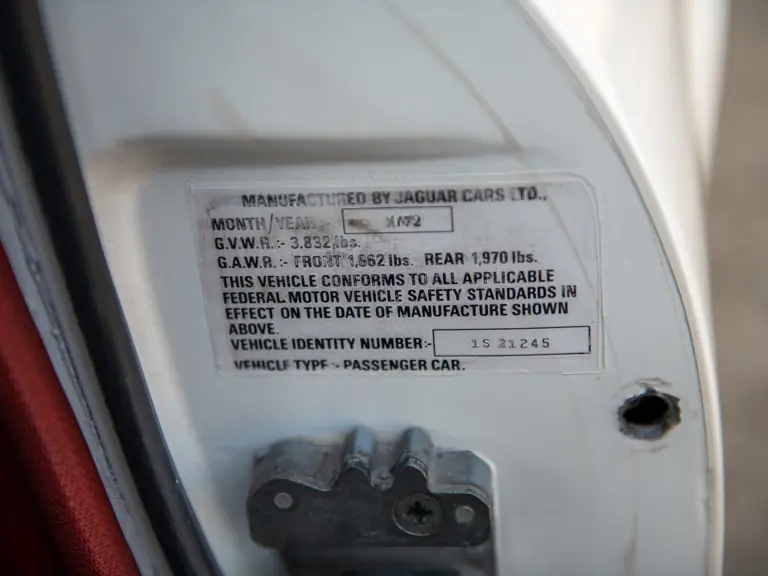 MANUFACTURED BY JAGUAR CARS LTD.,
MONTH/YEAR:-
G.V.W.R.:- 3.832 lbs.
G.A.W.R.:- FRONT 1,862 lbs. REAR 1,970 lbs.
THIS VEHICLE CONFORMS TO ALL APPLICABLE
FEDERAL MOTOR VEHICLE SAFETY STANDARDS IN
EFFECT ON THE DATE OF MANUFACTURE SHOWN
ABOVE.
VEHICLE IDENTITY NUMBER:- 1S 21245
VEHICLE TYPE:- PASSENGER CAR.